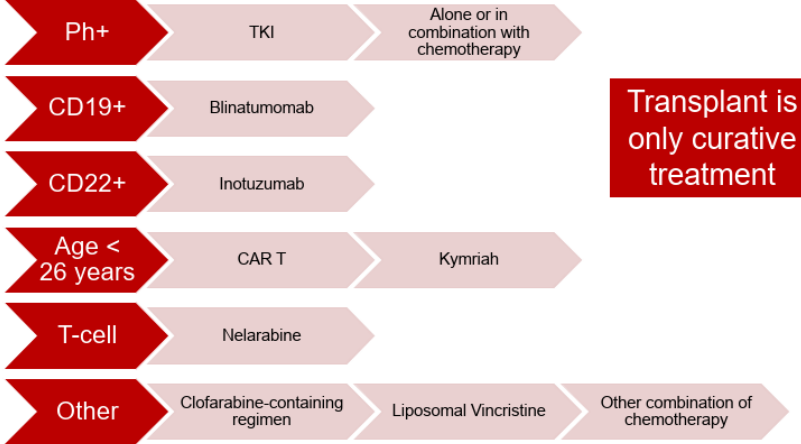 Ph+
TKI
Alone or in
combination with
chemotherapy
CD19+
Blinatumomab
Transplant is
only curative
treatment
CD22+
Inotuzumab
Age <
26 years
CAR T
Kymriah
T-cell
Nelarabine
Other
Clofarabine-containing
regimen
Liposomal Vincristine
Other combination of
chemotherapy